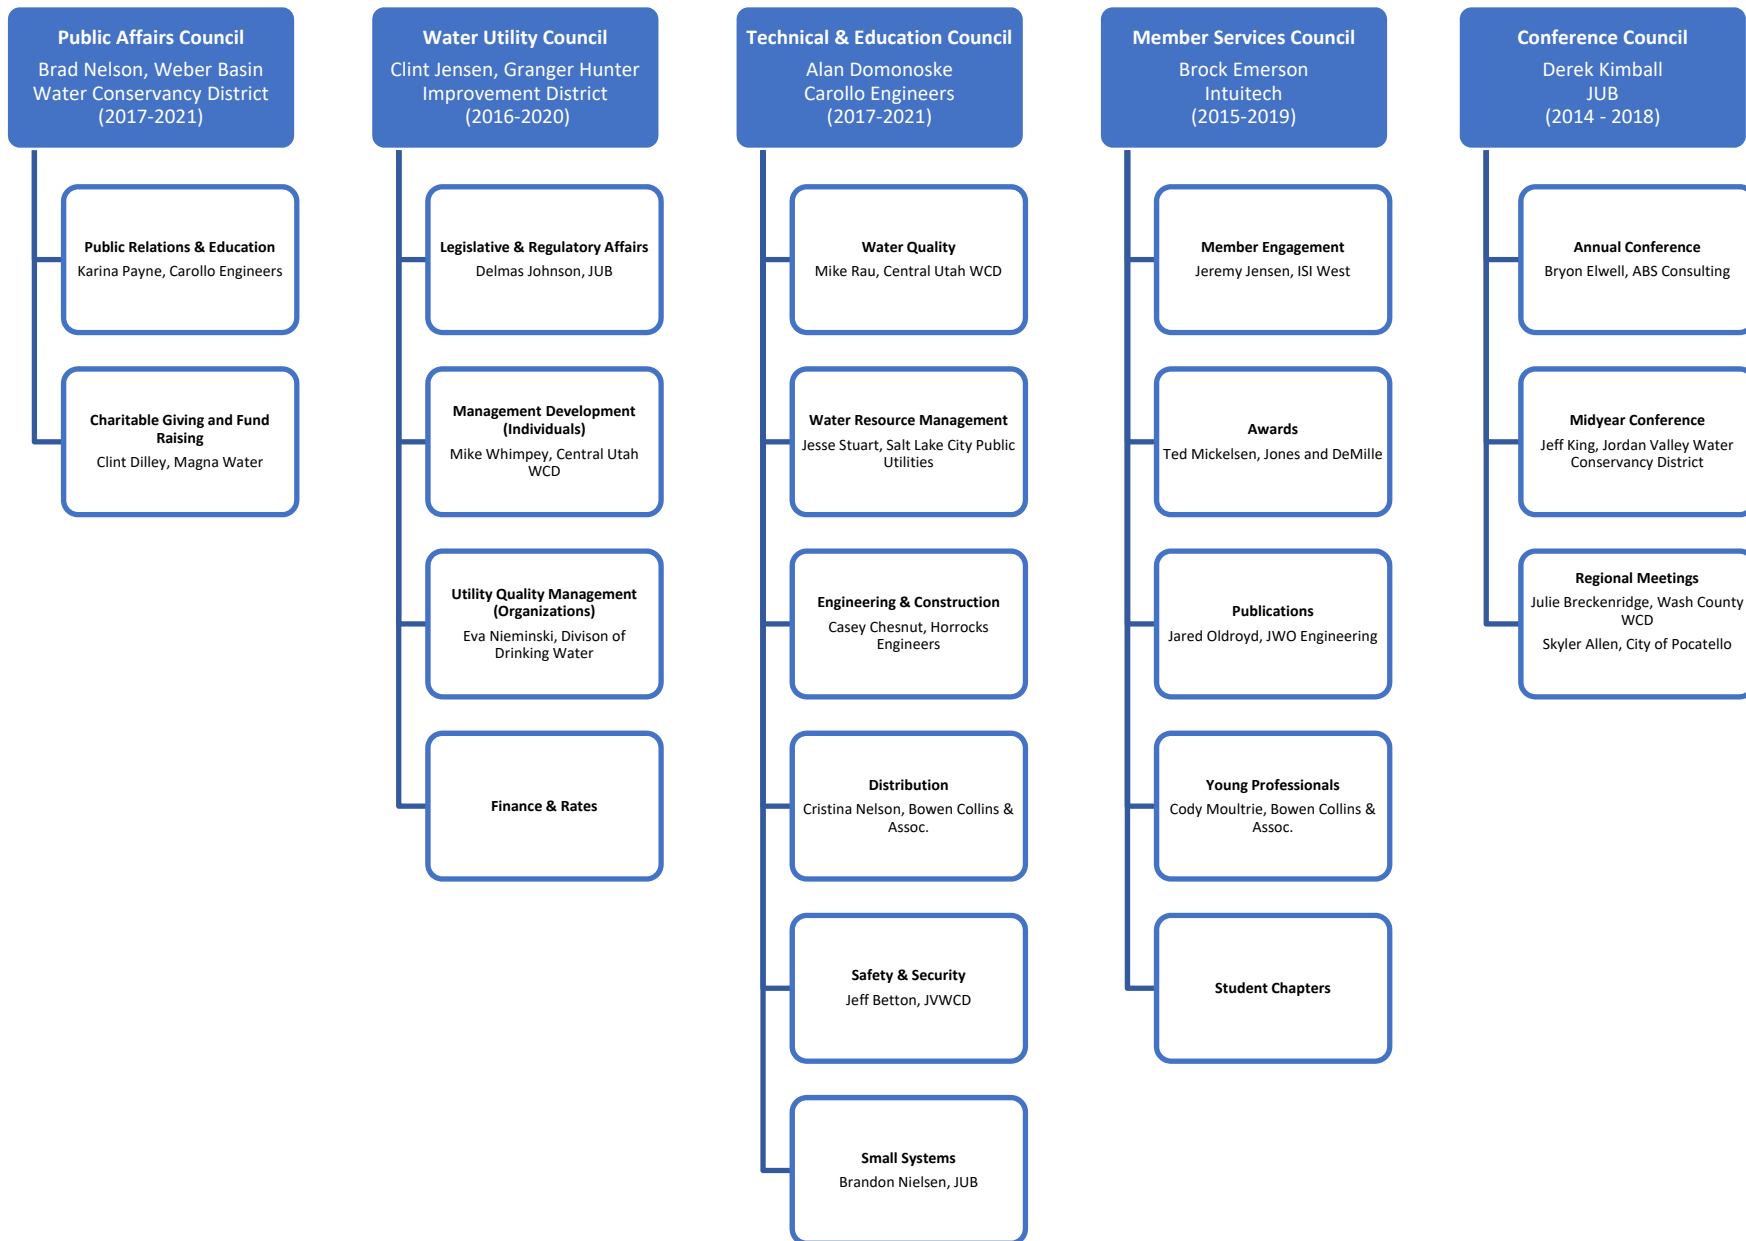 Public Affairs Council
Brad Nelson, Weber Basin
Water Conservancy District
(2017-2021)
Public Relations & Education
Karina Payne, Carollo Engineers
Charitable Giving and Fund
Raising
Clint Dilley, Magna Water
Water Utility Council
Clint Jensen, Granger Hunter
Improvement District
(2016-2020)
Legislative & Regulatory Affairs
Delmas Johnson, JUB
Management Development
(Individuals)
Mike Whimpey, Central Utah
WCD
Utility Quality Management
(Organizations)
Eva Nieminski, Divison of
Drinking Water
Finance & Rates
Technical & Education Council
Alan Domonoske
Carollo Engineers
(2017-2021)
Water Quality
Mike Rau, Central Utah WCD
Water Resource Management
Jesse Stuart, Salt Lake City Public
Utilities
Engineering & Construction
Casey Chesnut, Horrocks
Engineers
Distribution
Cristina Nelson, Bowen Collins &
Assoc.
Safety & Security
Jeff Betton, JVWCD
Small Systems
Brandon Nielsen, JUB
Member Services Council
Brock Emerson
Intuitech
(2015-2019)
Member Engagement
Jeremy Jensen, ISI West
Awards
Ted Mickelsen, Jones and DeMille
Publications
Jared Oldroyd, JWO Engineering
Young Professionals
Cody Moultrie, Bowen Collins &
Assoc.
Student Chapters
Conference Council
Derek Kimball
JUB
(2014 - 2018)
Annual Conference
Bryon Elwell, ABS Consulting
Midyear Conference
Jeff King, Jordan Valley Water
Conservancy District
Regional Meetings
Julie Breckenridge, Wash County
WCD
Skyler Allen, City of Pocatello